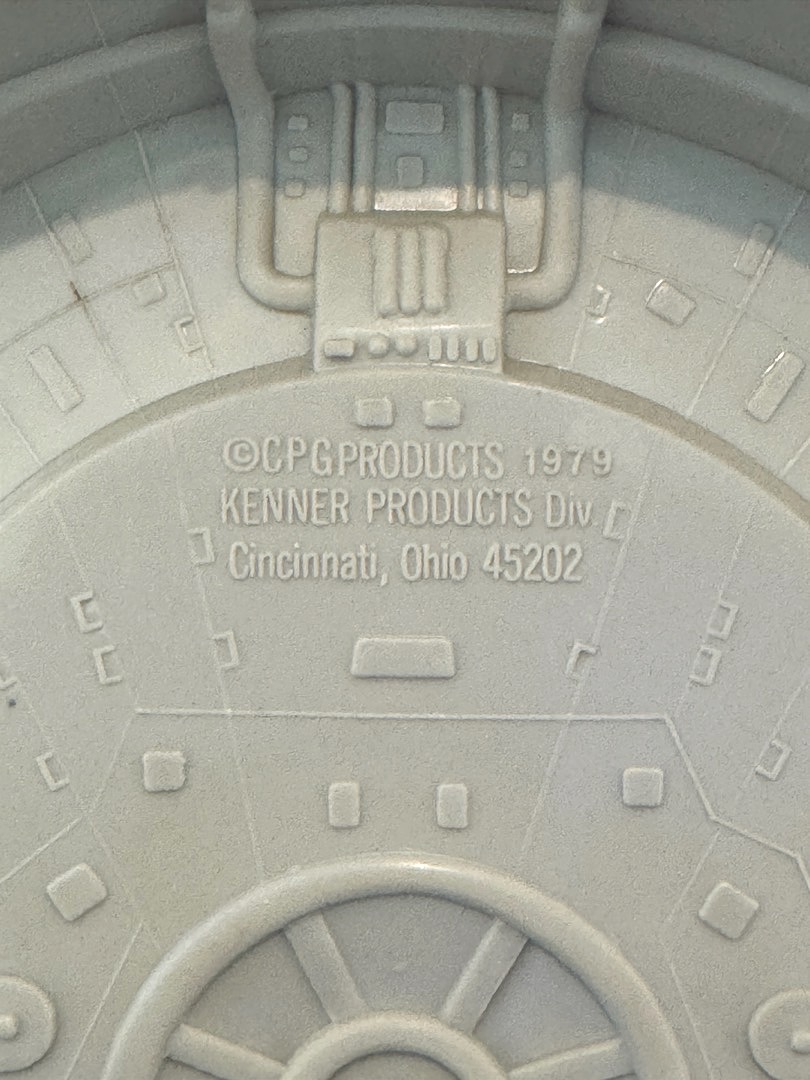 ©CPG PRODUCTS 1979
KENNER PRODUCTS Div.
Cincinnati, Ohio 45202